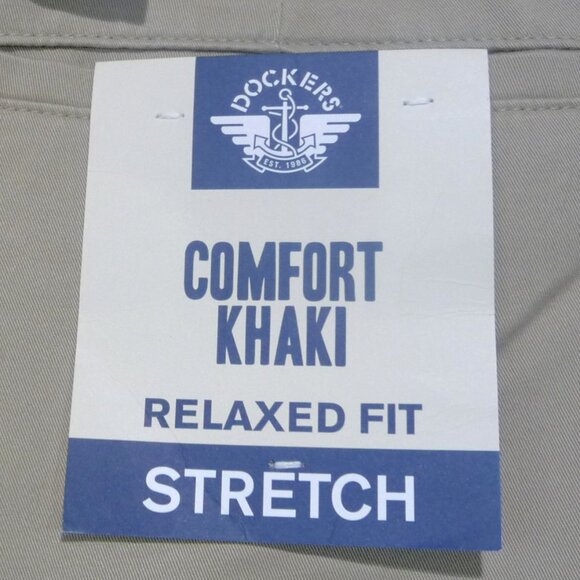 DOCKERS
EST. 1986
COMFORT
KHAKI
RELAXED FIT
STRETCH